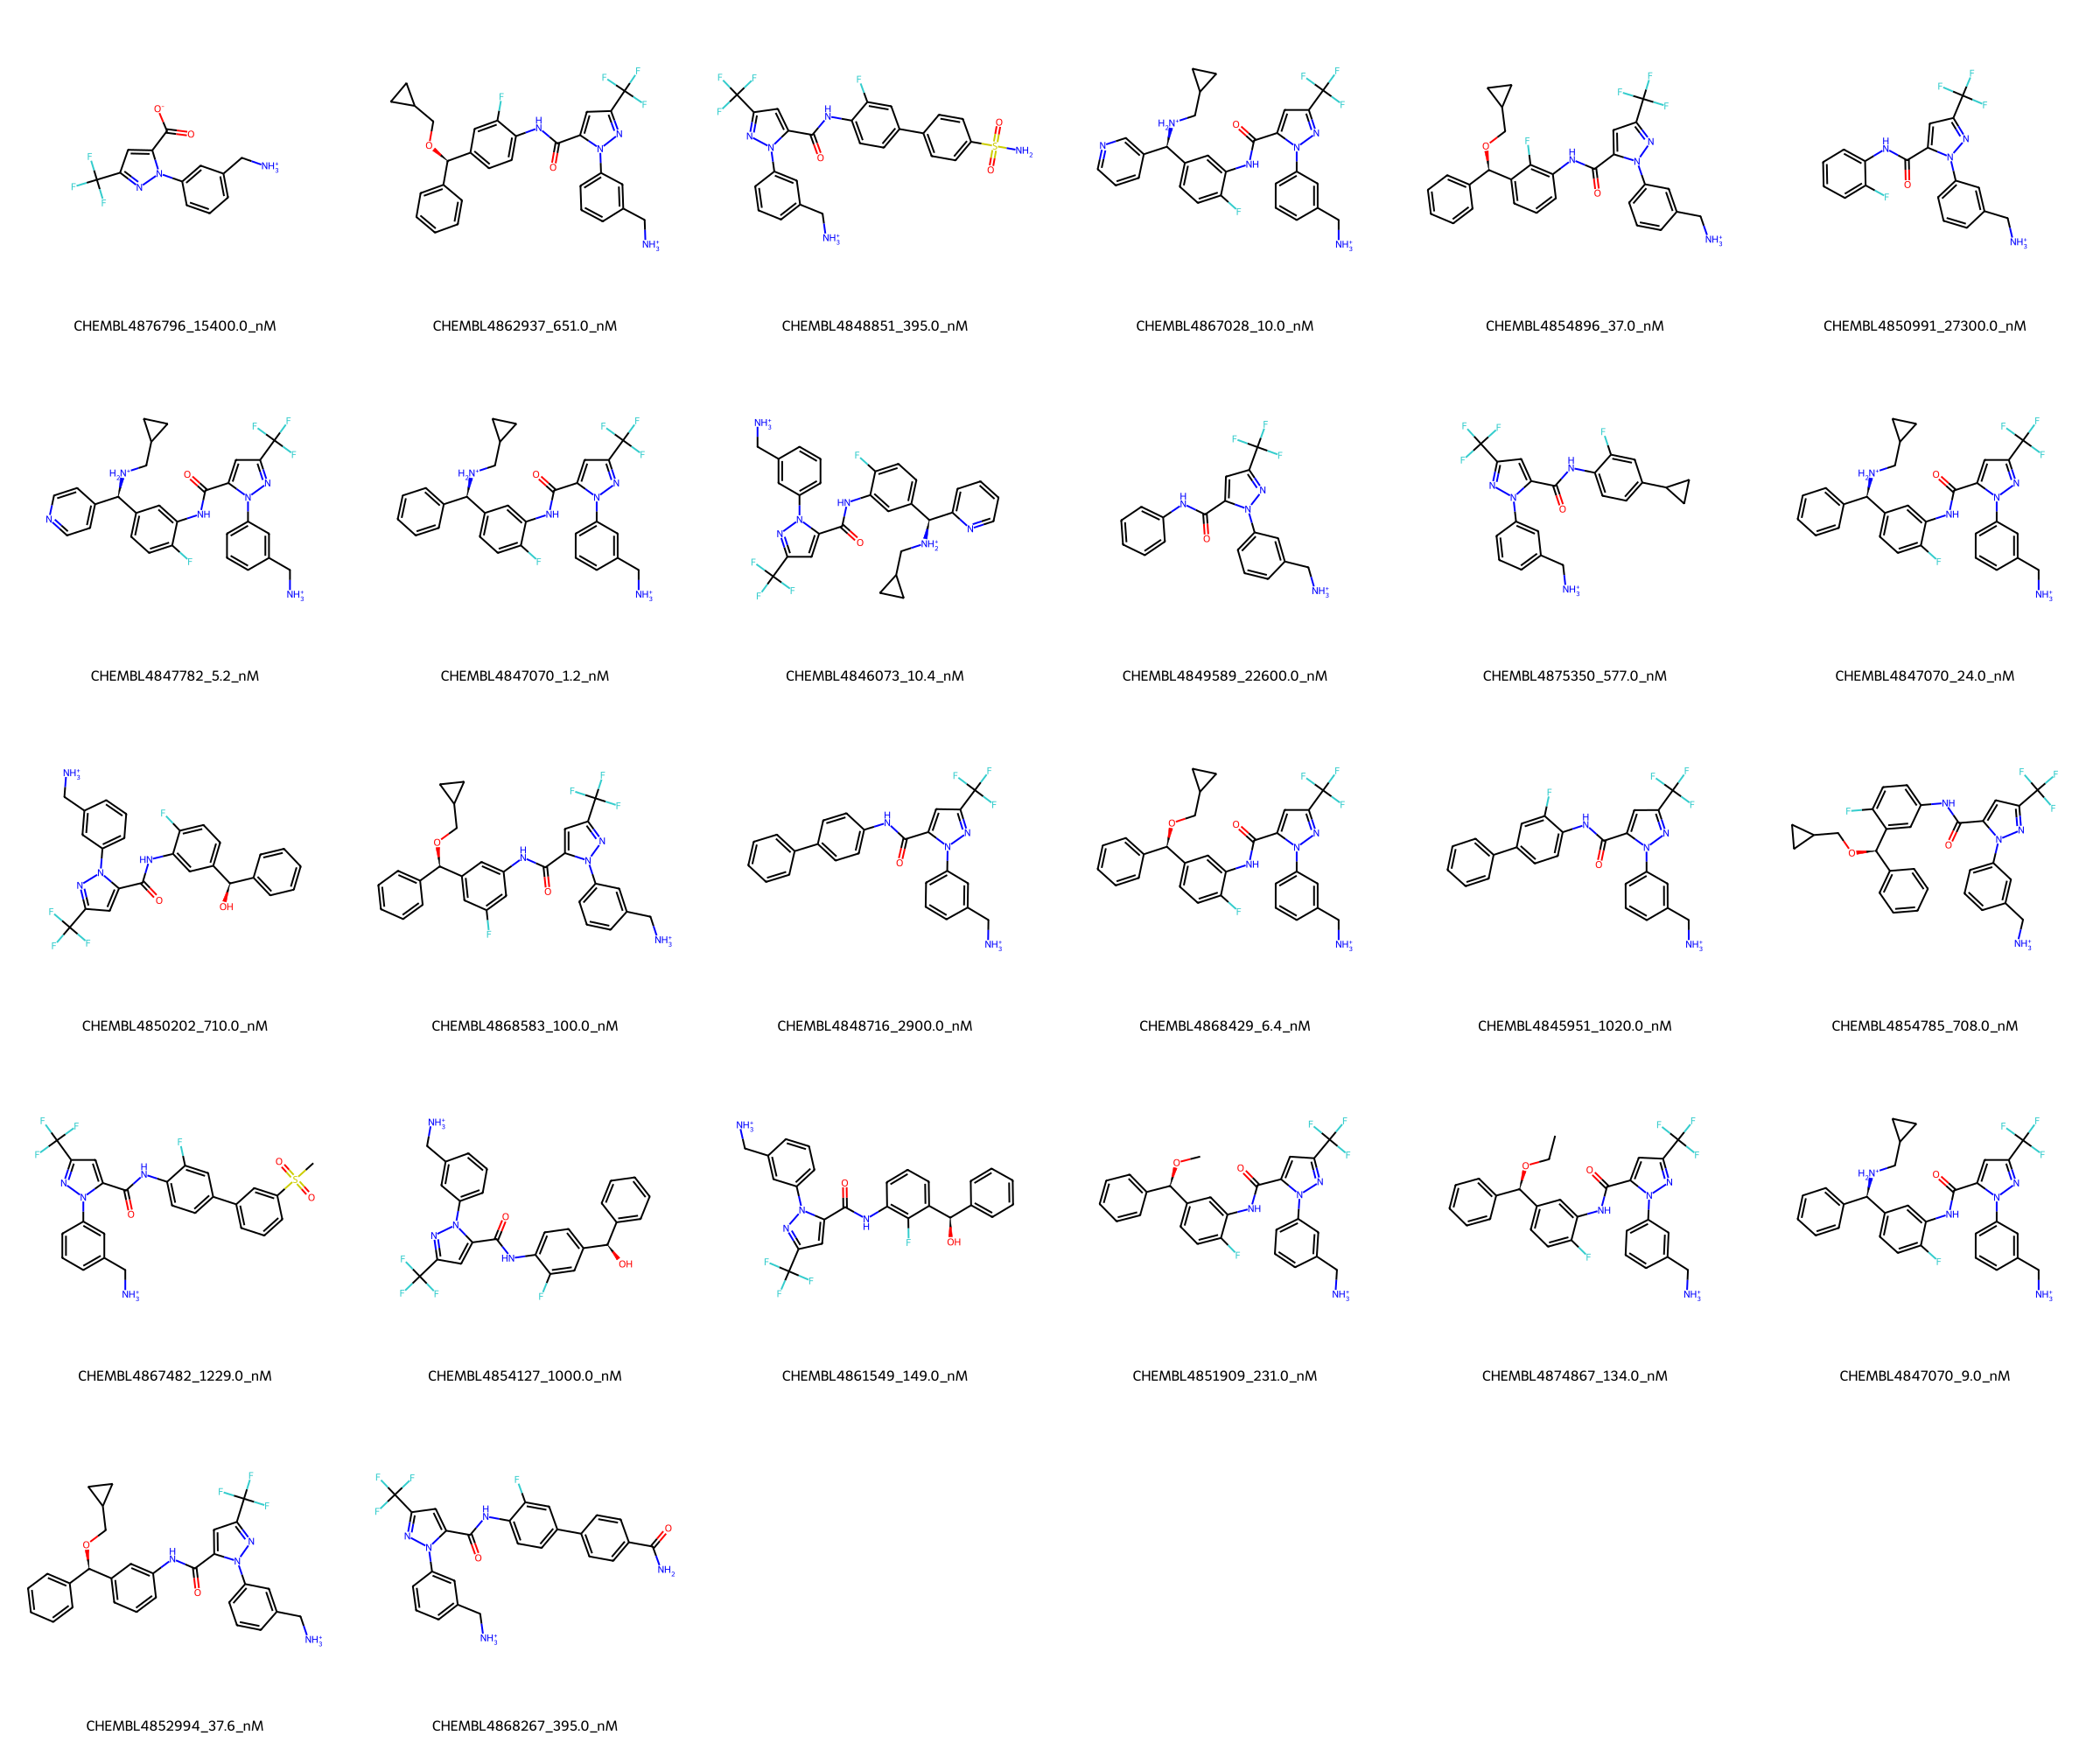 CHEMBL4876796_15400.0_nM
CHEMBL4862937_651.0_nM
CHEMBL4848851_395.0_nM
CHEMBL4867028_10.0_nM
CHEMBL4854896_37.0_nM
CHEMBL4850991_27300.0_nM
CHEMBL4847782_5.2_nM
CHEMBL4847070_1.2_nM
CHEMBL4846073_10.4_nM
CHEMBL4849589_22600.0_nM
CHEMBL4875350_577.0_nM
CHEMBL4847070_24.0_nM
CHEMBL4850202_710.0_nM
CHEMBL4868583_100.0_nM
CHEMBL4848716_2900.0_nM
CHEMBL4868429_6.4_nM
CHEMBL4845951_1020.0_nM
CHEMBL4854785_708.0_nM
CHEMBL4867482_1229.0_nM
CHEMBL4854127_1000.0_nM
CHEMBL4861549_149.0_nM
CHEMBL4851909_231.0_nM
CHEMBL4874867_134.0_nM
CHEMBL4847070_9.0_nM
CHEMBL4852994_37.6_nM
CHEMBL4868267_395.0_nM